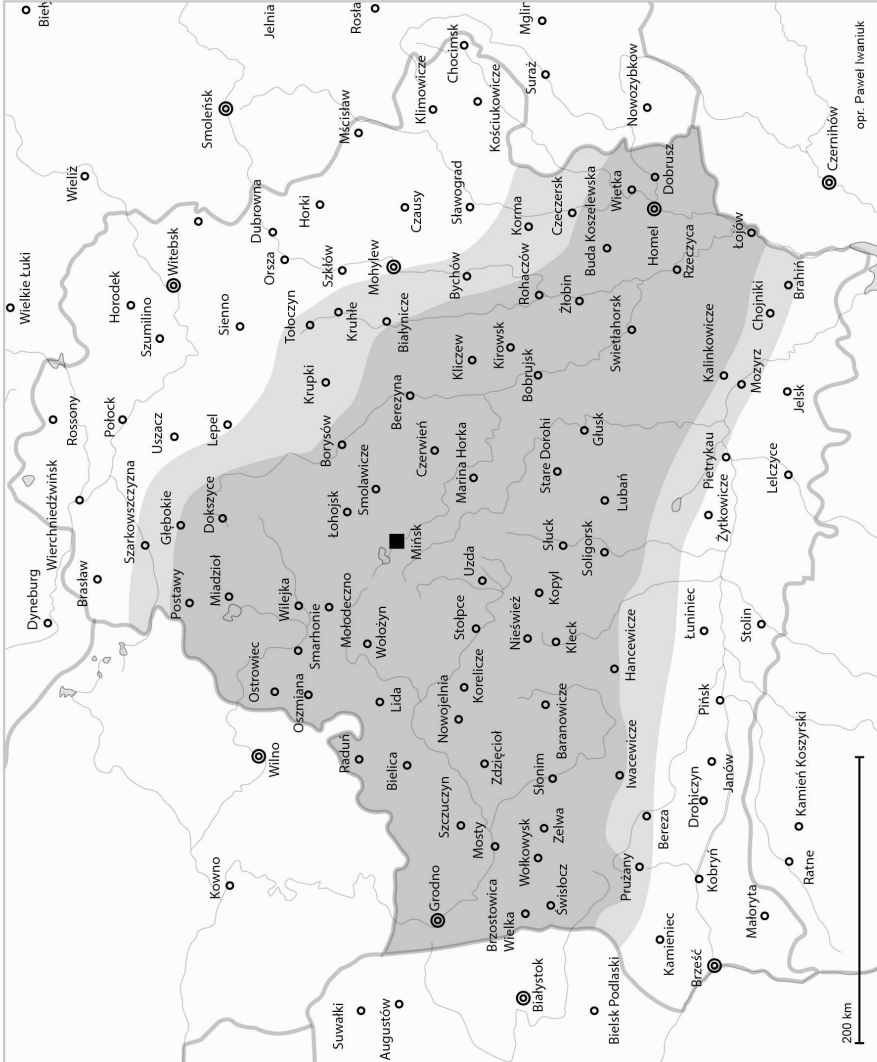 Wielkie Łuki
Bieły
Dyneburg
Wierchniedźwińsk
Rossony
Wieliż
Brasław
Połock
Horodek
Szarkowszczyzna
Uszacz
Szumilino
Witebsk
Postawy
Głębokie
Kowno
Miadzioł
Dokszyce
Lepel
Sienno
Smoleńsk
Wilno
Ostrowiec
Wilejka
Dubrowna
Jelnia
Oszmiana
Smarhonie
Tołoczyn
Orsza
Horki
Suwałki
Raduń
Mołodeczno
Łohojsk
Borysów
Krupki
Kruhłe
Szkłów
Mścisław
Rosła
Augustów
Bielica
Lida
Wołożyn
Smolawicze
Berezyna
Białynicze
Mohylew
Grodno
Mińsk
Czerwień
Czausy
Klimowicze
Szczuczyn
Nowojelnia
Korelicze
Stołpce
Uzda
Marina Horka
Kliczew
Bychów
Sławograd
Chocimsk
Mosty
Zdzięcioł
Kościukowicze
Brzostowica
Wielka
Wołkowysk
Nieśwież
Kopyl
Bobrujsk
Kirowsk
Rohaczów
Korma
Mglin
Białystok
Świsłocz
Zelwa
Słonim
Baranowicze
Kleck
Słuck
Stare Dorohi
Żłobin
Czeczersk
Suraż
Bielsk Podlaski
Iwacewicze
Hancewicze
Soligorsk
Lubań
Głusk
Buda Koszelewska
Prużany
Bereza
Swietłahorsk
Wietka
Nowozybkow
Kamieniec
Homel
Dobrusz
Brześć
Kobryń
Drohiczyn
Janów
Pińsk
Łuniniec
Żytkowicze
Pietrykau
Kalinkowicze
Rzeczyca
Małoryta
Stolin
Mozyrz
Chojniki
Łojów
Ratne
Kamień Koszyrski
Lelczyce
Jelsk
Brahiń
Czernihów
200 km
opr. Paweł Iwaniuk